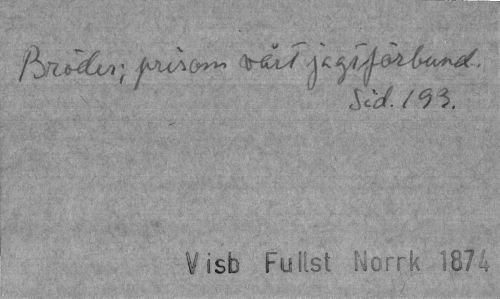 Bröder; prisom vårt jagtförbund.
Sid. 193.
Visb Fullst Norrk 1874